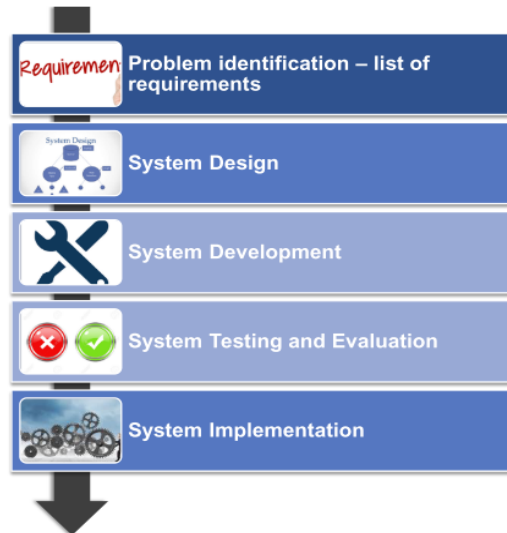 Requiremen
Problem identification – list of
requirements
System Design
System Design
System Development
System Testing and Evaluation
System Implementation